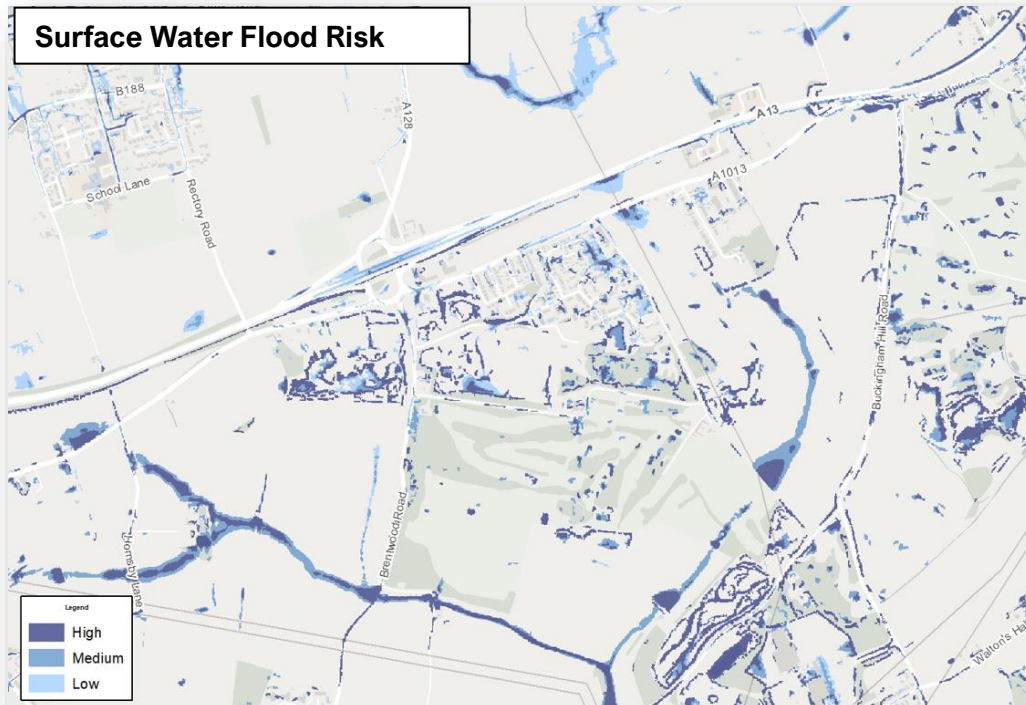 Surface Water Flood Risk
B188
A128
A13
School Lane
Rectory Road
A1013
Buckingham Hill Road
Brentwood Road
Hornsby Lane
Legend
High
Medium
Low